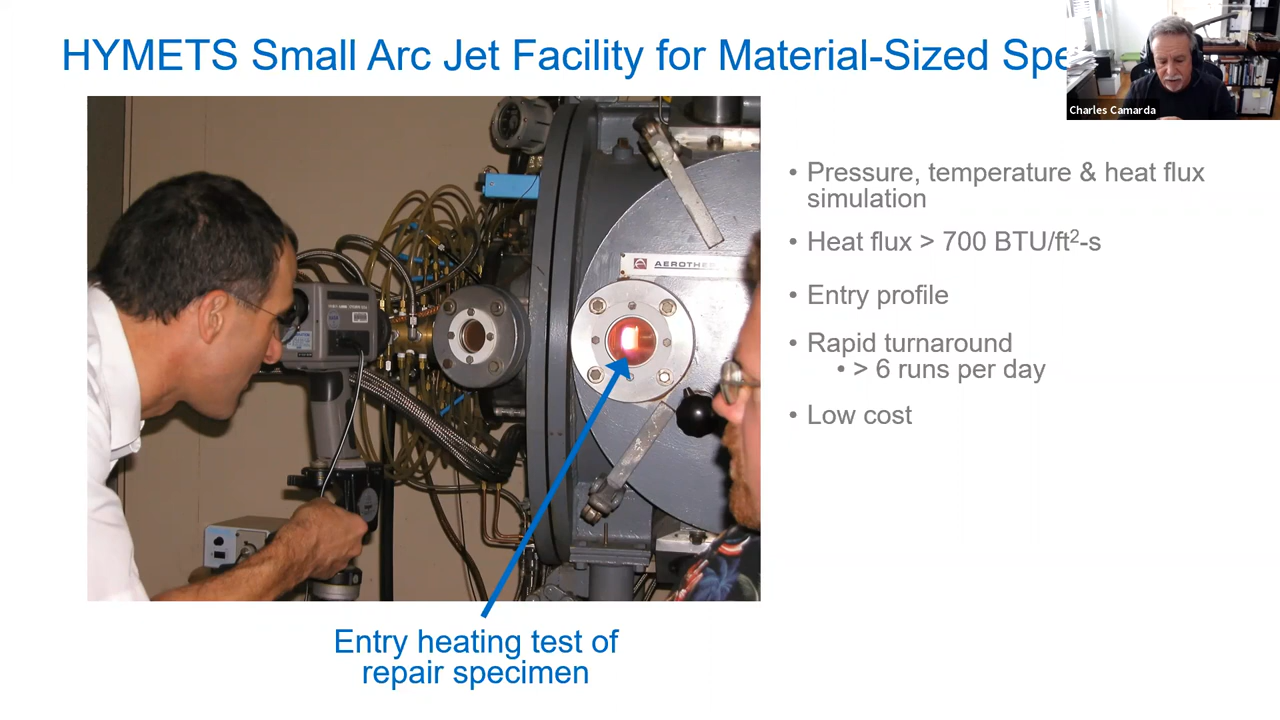 HYMETS Small Arc Jet Facility for Material-Sized Spe
Charles Camarda
• Pressure, temperature & heat flux
simulation
• Heat flux > 700 BTU/ft²-s
• Entry profile
• Rapid turnaround
• > 6 runs per day
• Low cost
AEROTHE
Entry heating test of
repair specimen